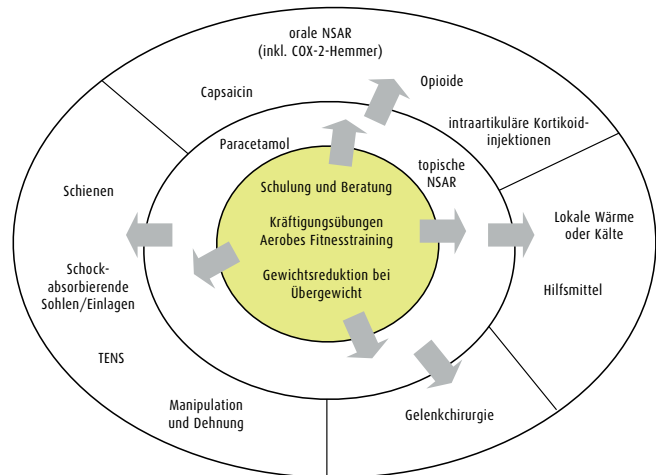 orale NSAR
(inkl. COX-2-Hemmer)
Capsaicin
Opioide
intraartikuläre Kortikoid-
injektionen
Paracetamol
topische
NSAR
Schulung und Beratung
Kräftigungsübungen
Aerobes Fitnesstraining
Gewichtsreduktion bei
Übergewicht
Schienen
Schock-
absorbierende
Sohlen/Einlagen
TENS
Manipulation
und Dehnung
Lokale Wärme
oder Kälte
Hilfsmittel
Gelenkchirurgie